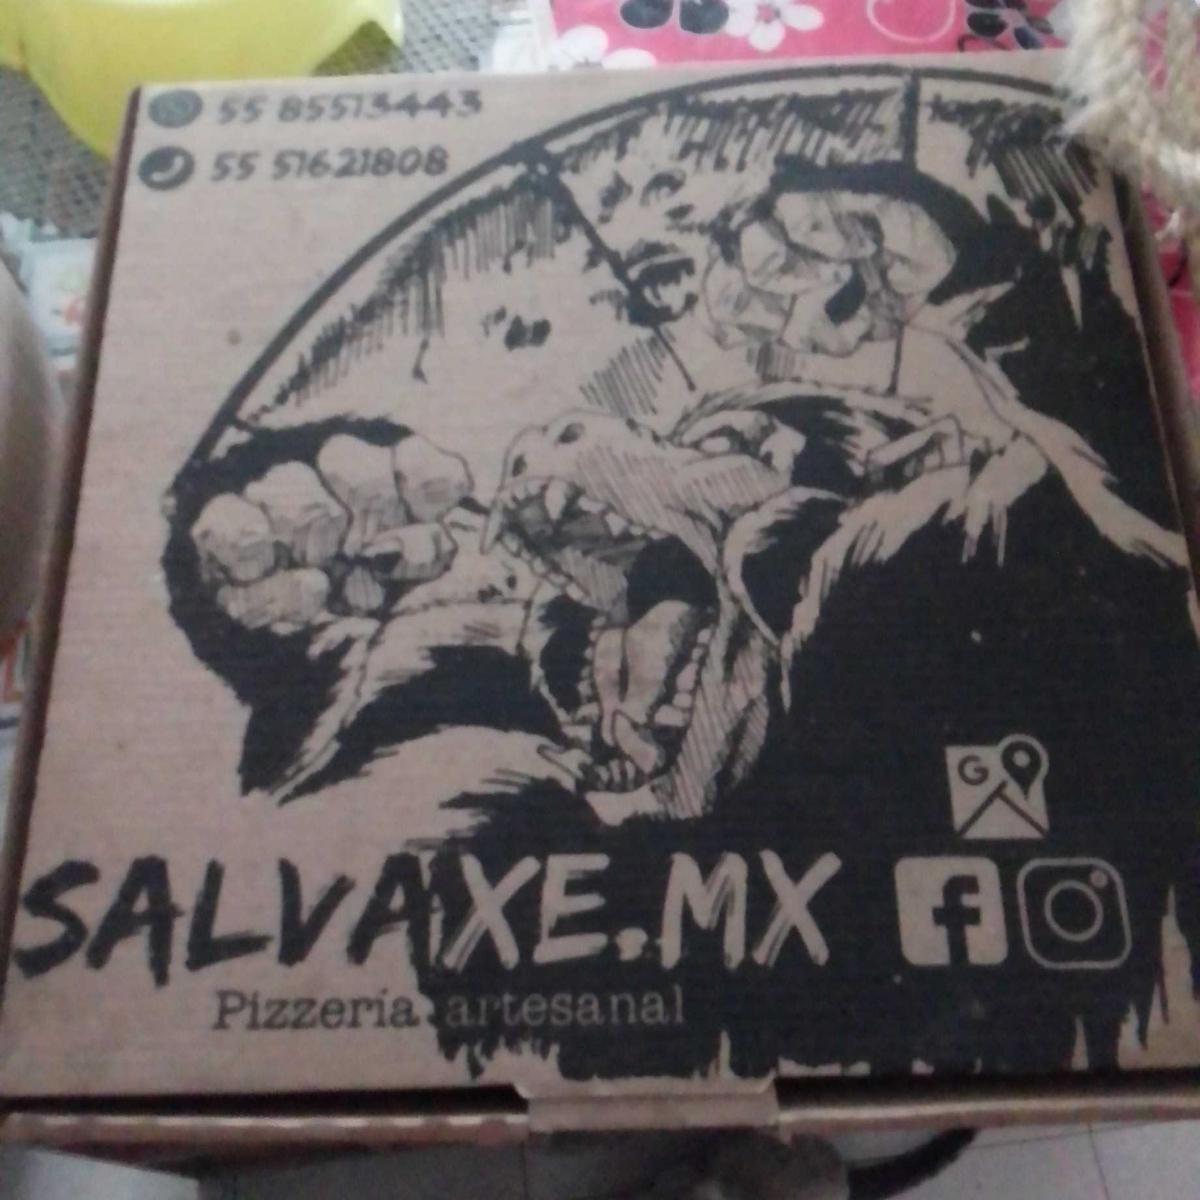 55 85513443
55 51621808
G
SALVAXE.MX
f
Pizzería artesanal